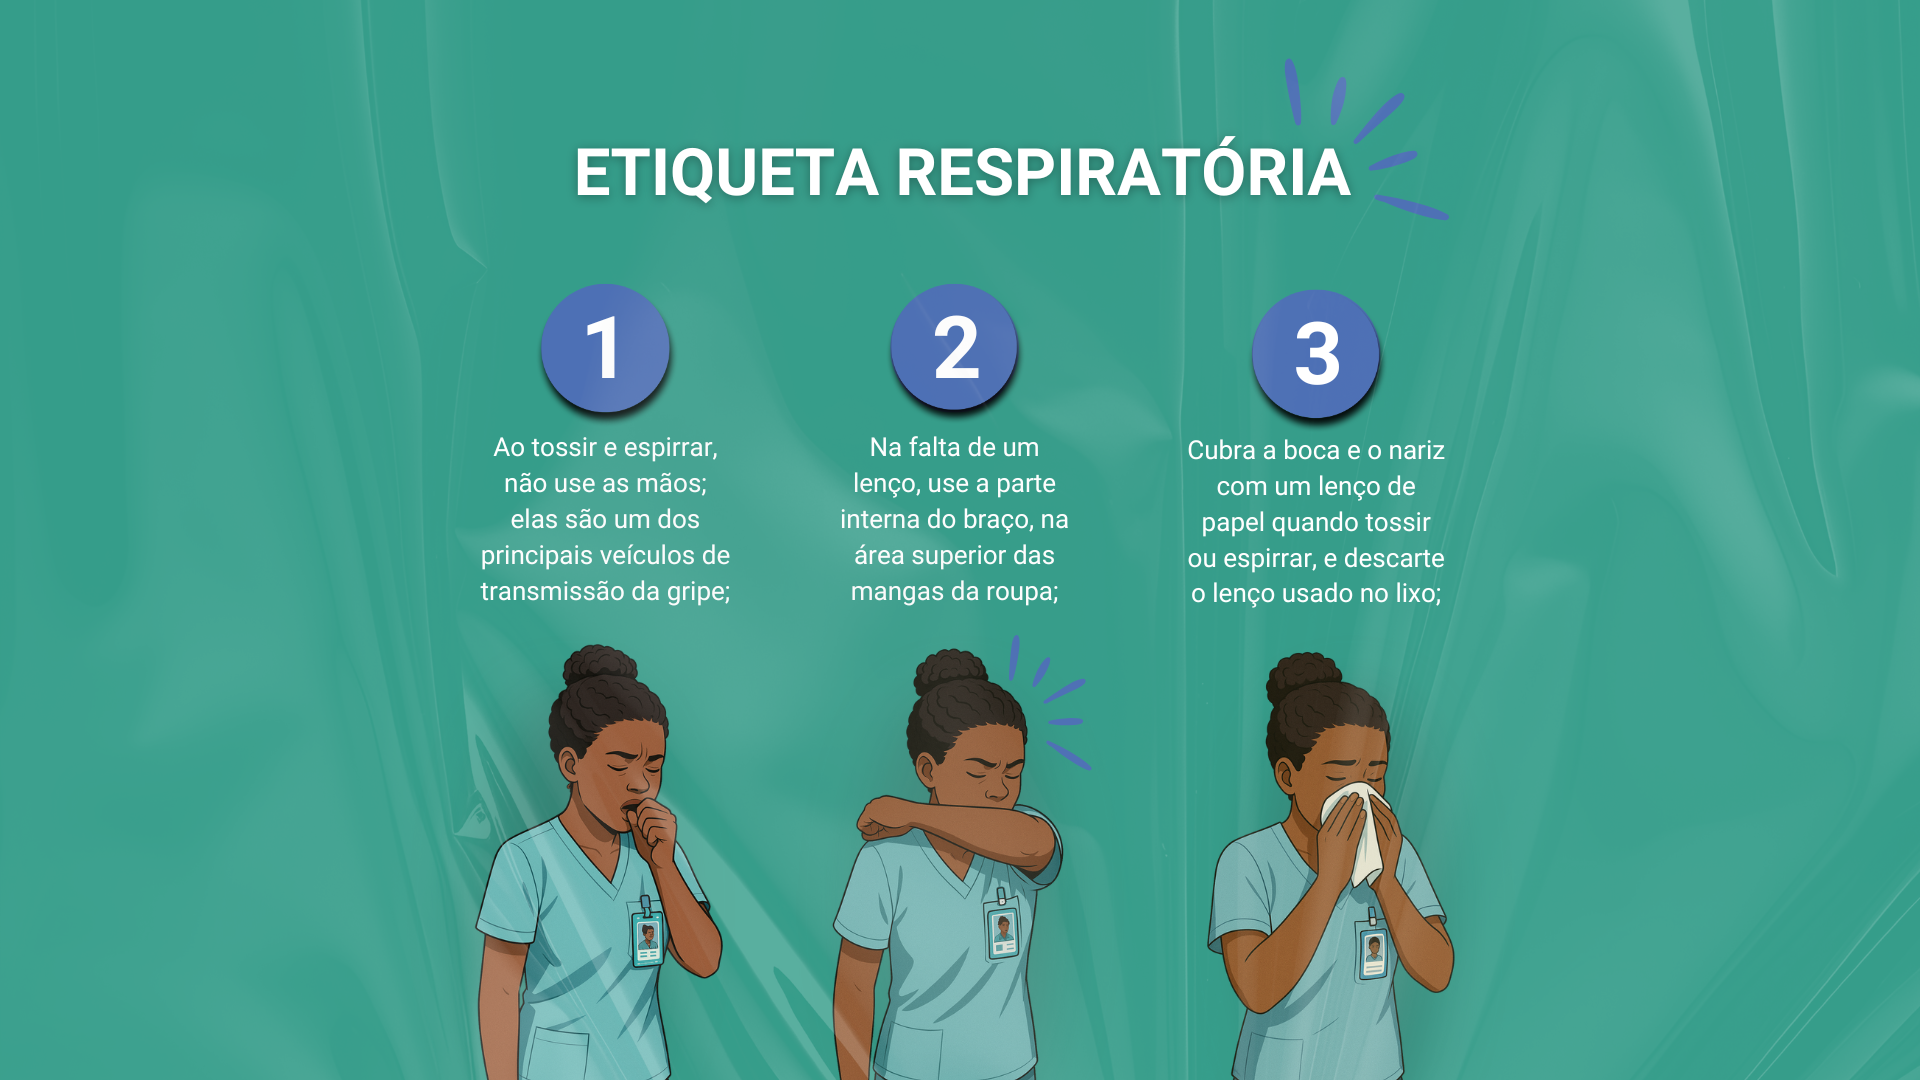 ETIQUETA RESPIRATÓRIA
1
Ao tossir e espirrar,
não use as mãos;
elas são um dos
principais veículos de
transmissão da gripe;
2
Na falta de um
lenço, use a parte
interna do braço, na
área superior das
mangas da roupa;
3
Cubra a boca e o nariz
com um lenço de
papel quando tossir
ou espirrar, e descarte
o lenço usado no lixo;